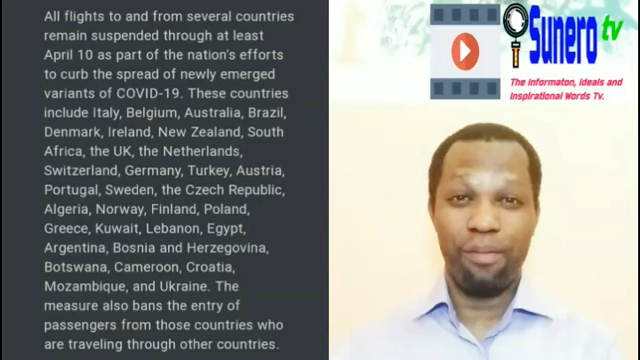 All flights to and from several countries
remain suspended through at least
April 10 as part of the nation's efforts
to curb the spread of newly emerged
variants of COVID-19. These countries
include Italy, Belgium, Australia, Brazil,
Denmark, Ireland, New Zealand, South
Africa, the UK, the Netherlands,
Switzerland, Germany, Turkey, Austria,
Portugal, Sweden, the Czech Republic,
Algeria, Norway, Finland, Poland,
Greece, Kuwait, Lebanon, Egypt,
Argentina, Bosnia and Herzegovina,
Botswana, Cameroon, Croatia,
Mozambique, and Ukraine. The
measure also bans the entry of
passengers from those countries who
are traveling through other countries.
Sunero tv
The Informaton, Ideals and
Inspirational Words Tv.